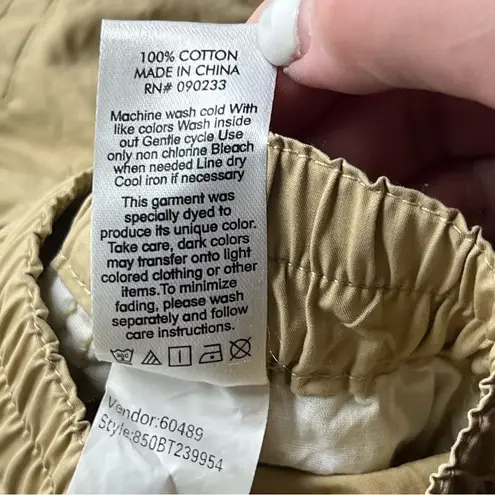 100% COTTON
MADE IN CHINA
RN# 090233
Machine wash cold With
like colors Wash inside
out Gentle cycle Use
only non chlorine Bleach
when needed Line dry
Cool iron if necessary
This garment was
specially dyed to
produce its unique color.
Take care, dark colors
may transfer onto light
colored clothing or other
items. To minimize
fading, please wash
separately and follow
care instructions.
Vendor:60489
Style:850BT239954